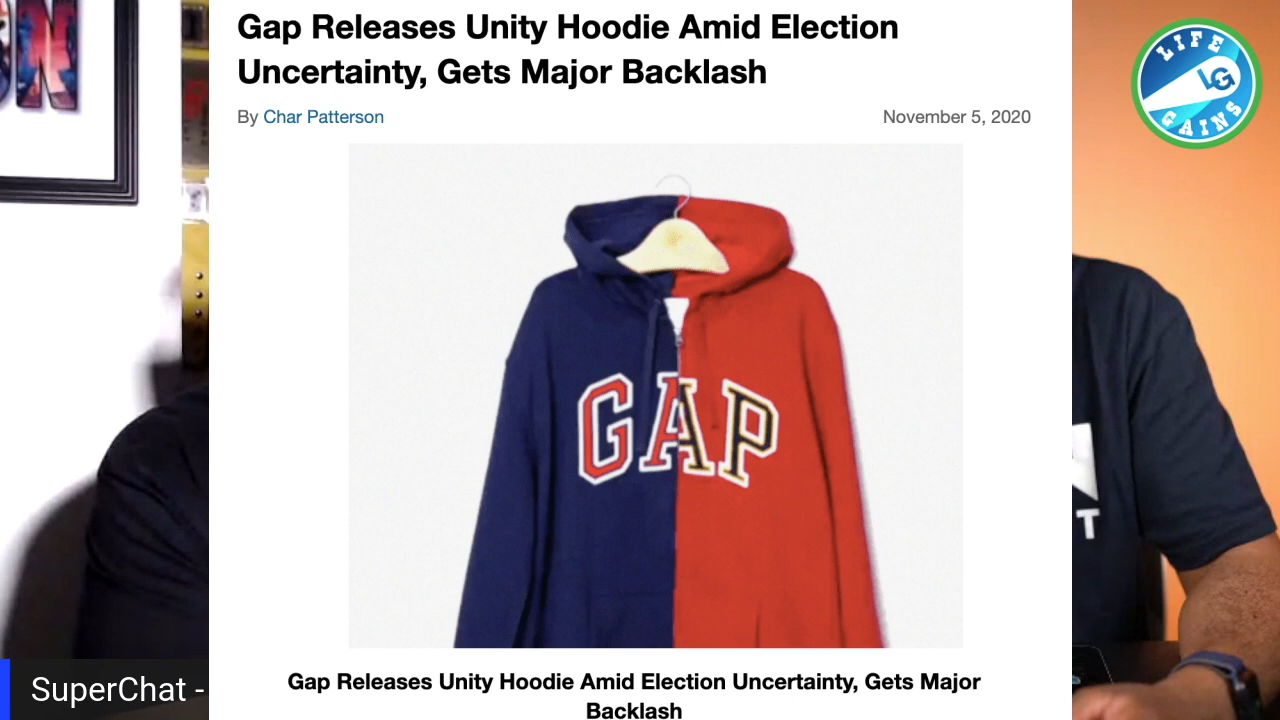 Gap Releases Unity Hoodie Amid Election
Uncertainty, Gets Major Backlash
By Char Patterson
November 5, 2020
LIFE
LG
GAINS
GAP
T
SuperChat -
Gap Releases Unity Hoodie Amid Election Uncertainty, Gets Major
Backlash